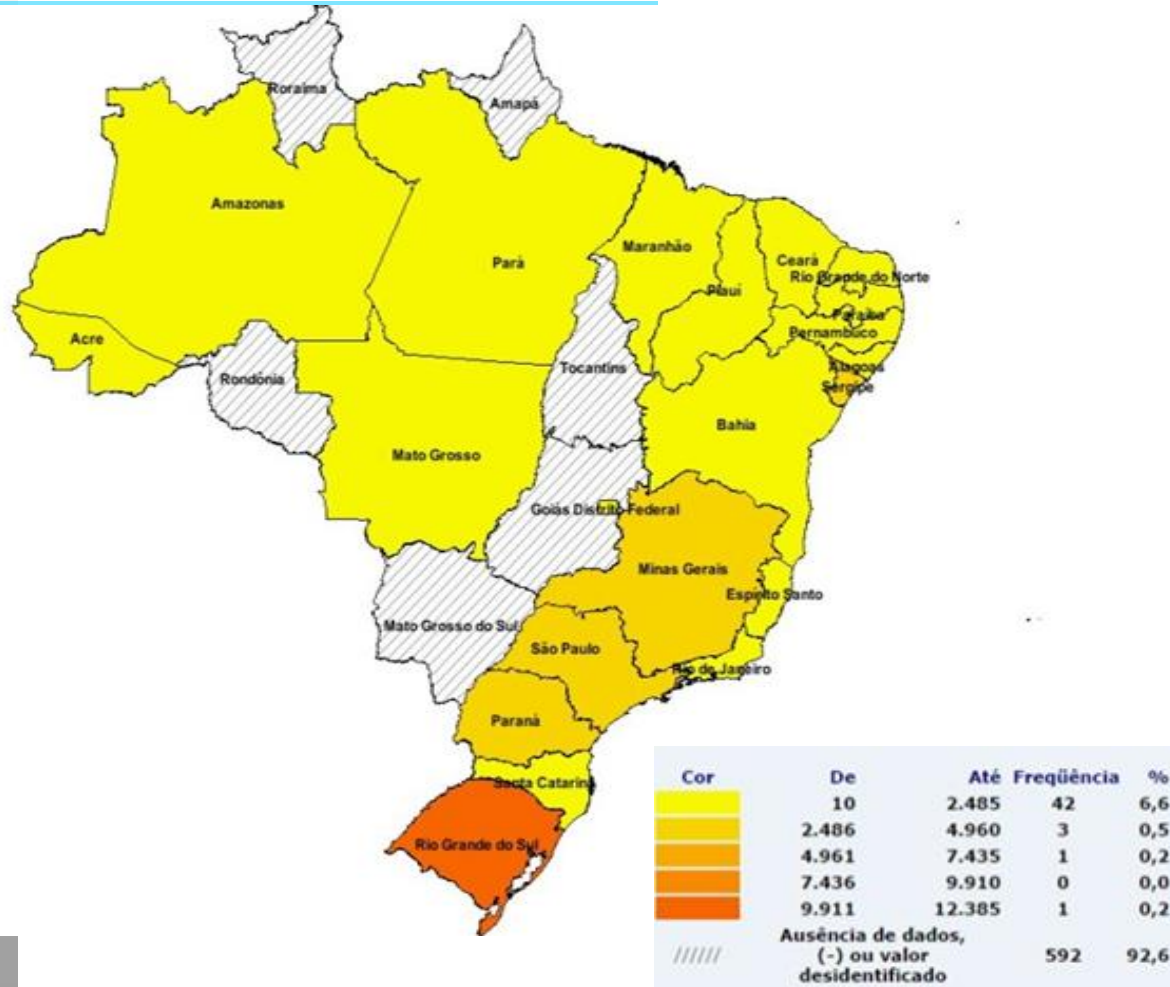 Roraima
Amapá
Amazonas
Pará
Maranhão
Ceará
Rio Grande do Norte
Piauí
Paraíba
Pernambuco
Acre
Alagoas
Sergipe
Rondônia
Tocantins
Bahia
Mato Grosso
Goiás Distrito Federal
Minas Gerais
Espírito Santo
Mato Grosso do Sul
São Paulo
Rio de Janeiro
Paraná
Santa Catarina
Rio Grande do Sul
Cor De Até Freqüência %
10 2.485 42 6,6
2.486 4.960 3 0,5
4.961 7.435 1 0,2
7.436 9.910 0 0,0
9.911 12.385 1 0,2
Ausência de dados,
(-) ou valor 592 92,6
desidentificado